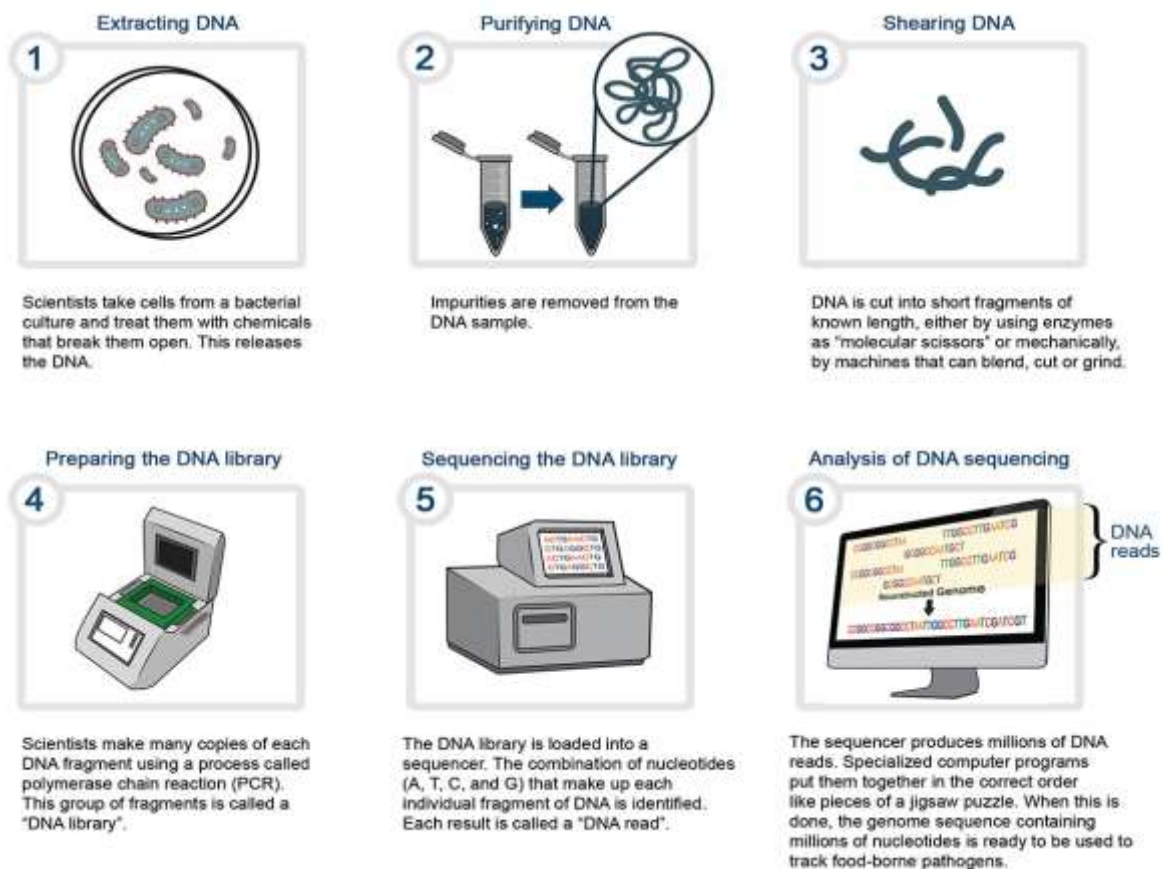 Extracting DNA
1
Scientists take cells from a bacterial
culture and treat them with chemicals
that break them open. This releases
the DNA.
Purifying DNA
2
Impurities are removed from the
DNA sample.
Shearing DNA
3
DNA is cut into short fragments of
known length, either by using enzymes
as “molecular scissors” or mechanically,
by machines that can blend, cut or grind.
Preparing the DNA library
4
Scientists make many copies of each
DNA fragment using a process called
polymerase chain reaction (PCR).
This group of fragments is called a
“DNA library”.
Sequencing the DNA library
5
ACTGAACTG
CTGAGGCTG
ACTGAACTG
CTGAGGCTG
The DNA library is loaded into a
sequencer. The combination of nucleotides
(A, T, C, and G) that make up each
individual fragment of DNA is identified.
Each result is called a “DNA read”.
Analysis of DNA sequencing
6
TTGGCCTTGAATCG
GCGGCCAATGCT
TTGGCCTTGAATCG
GCGGCCAATGCT
Reconstructed Genome
DNA
reads
The sequencer produces millions of DNA
reads. Specialized computer programs
put them together in the correct order
like pieces of a jigsaw puzzle. When this is
done, the genome sequence containing
millions of nucleotides is ready to be used to
track food-borne pathogens.